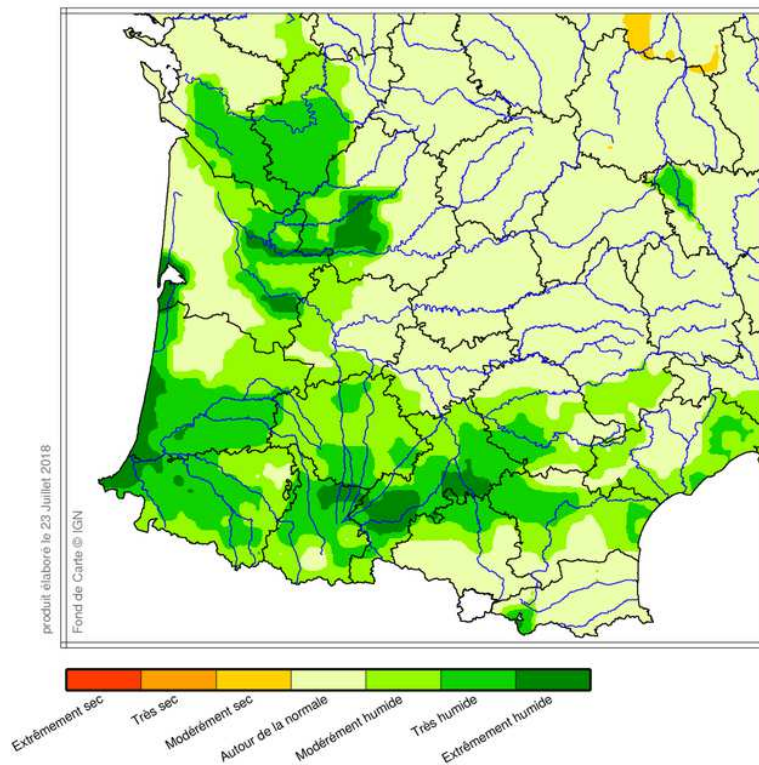 produit élaboré le 23 Juillet 2018
Fond de Carte © IGN
Extrêmement sec
Très sec
Modérément sec
Autour de la normale
Modérément humide
Très humide
Extrêmement humide